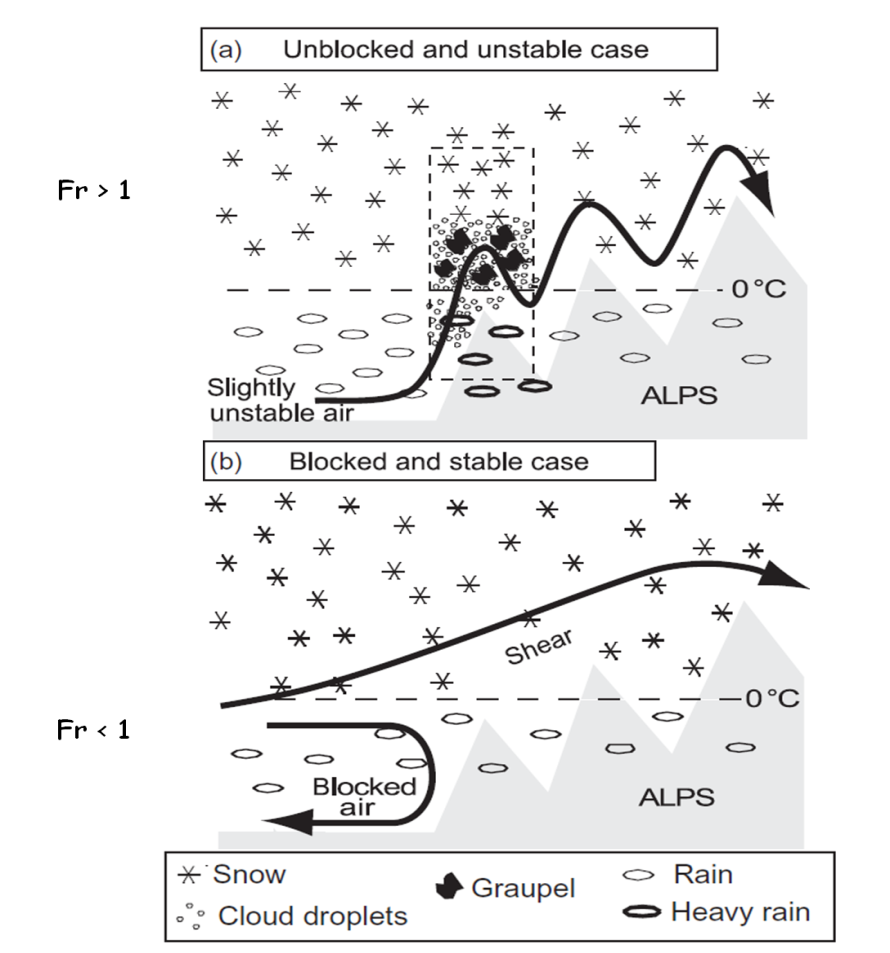 (a) Unblocked and unstable case
Fr > 1
0°C
Slightly
unstable air
ALPS
(b) Blocked and stable case
Shear
0°C
Fr < 1
Blocked
air
ALPS
Snow
Graupel
Rain
Cloud droplets
Heavy rain